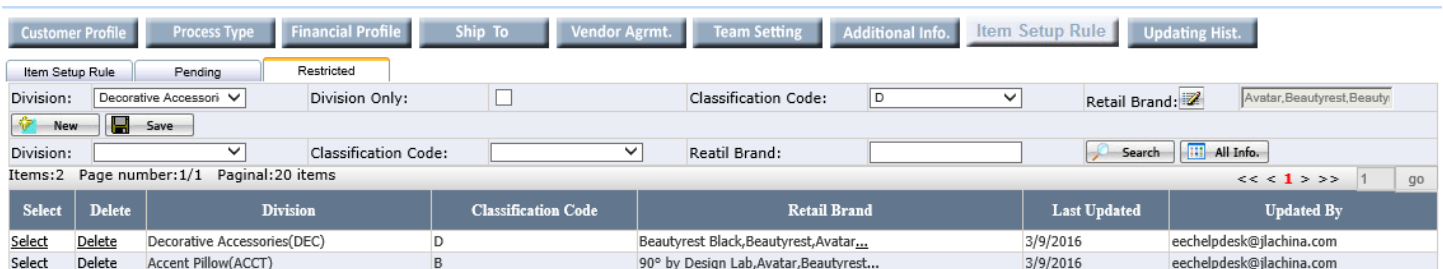 Customer Profile Process Type Financial Profile Ship To Vendor Agrmt. Team Setting Additional Info. Item Setup Rule Updating Hist.
Item Setup Rule Pending Restricted
Division: Decorative Accessori Division Only: Classification Code: D Retail Brand: Avatar,Beautyrest,Beauty
New Save
Division: Classification Code: Reatil Brand: Search All Info.
Items:2 Page number:1/1 Paginal:20 items << < 1 > >> 1 go
Select Delete Division Classification Code Retail Brand Last Updated Updated By
Select Delete Decorative Accessories(DEC) D Beautyrest Black,Beautyrest,Avatar... 3/9/2016 eechelpdesk@jlachina.com
Select Delete Accent Pillow(ACCT) B 90° by Design Lab,Avatar,Beautyrest... 3/9/2016 eechelpdesk@jlachina.com